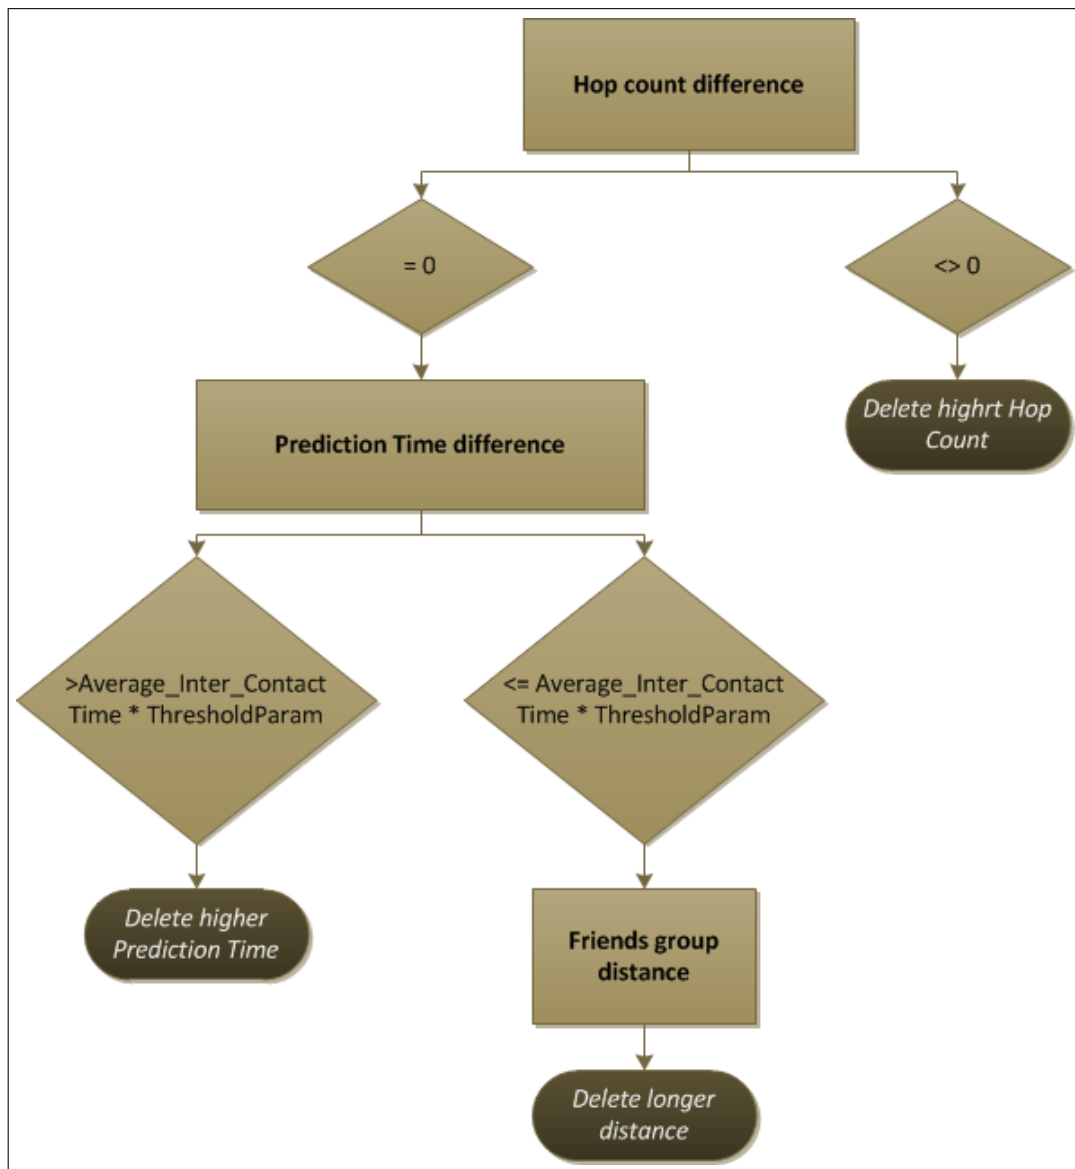 Hop count difference
= 0
<> 0
Prediction Time difference
Delete highrt Hop
Count
>Average_Inter_Contact
Time * ThresholdParam
<= Average_Inter_Contact
Time * ThresholdParam
Delete higher
Prediction Time
Friends group
distance
Delete longer
distance